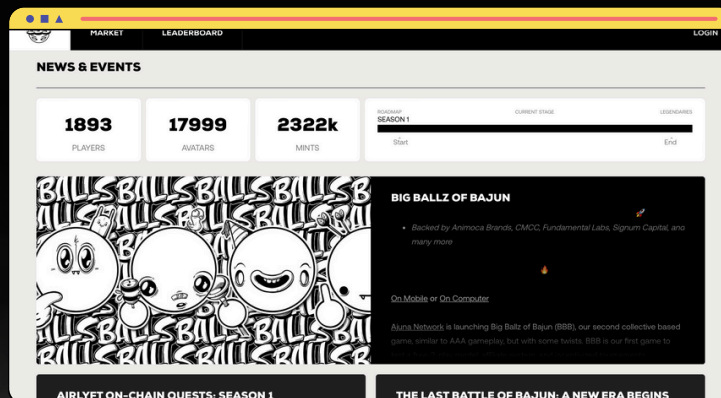 MARKET LEADERBOARD LOGIN
NEWS & EVENTS
1893
PLAYERS
17999
AVATARS
2322k
MINTS
ROADMAP CURRENT STAGE LEGENDARIES
SEASON 1
Start End
BALLS BALLS BALLS BALLS
BIG BALLZ OF BAJUN
Backed by Animoca Brands, CMCC, Fundamental Labs, Signum Capital, and
many more
On Mobile or On Computer
Ajuna Network is launching Big Ballz of Bajun (BBB), our second collective based
game, similar to AAA gameplay, but with some twists. BBB is our first game to
AIRLYFT ON-CHAIN QUESTS: SEASON 1
THE LAST BATTLE OF BAJUN: A NEW ERA BEGINS